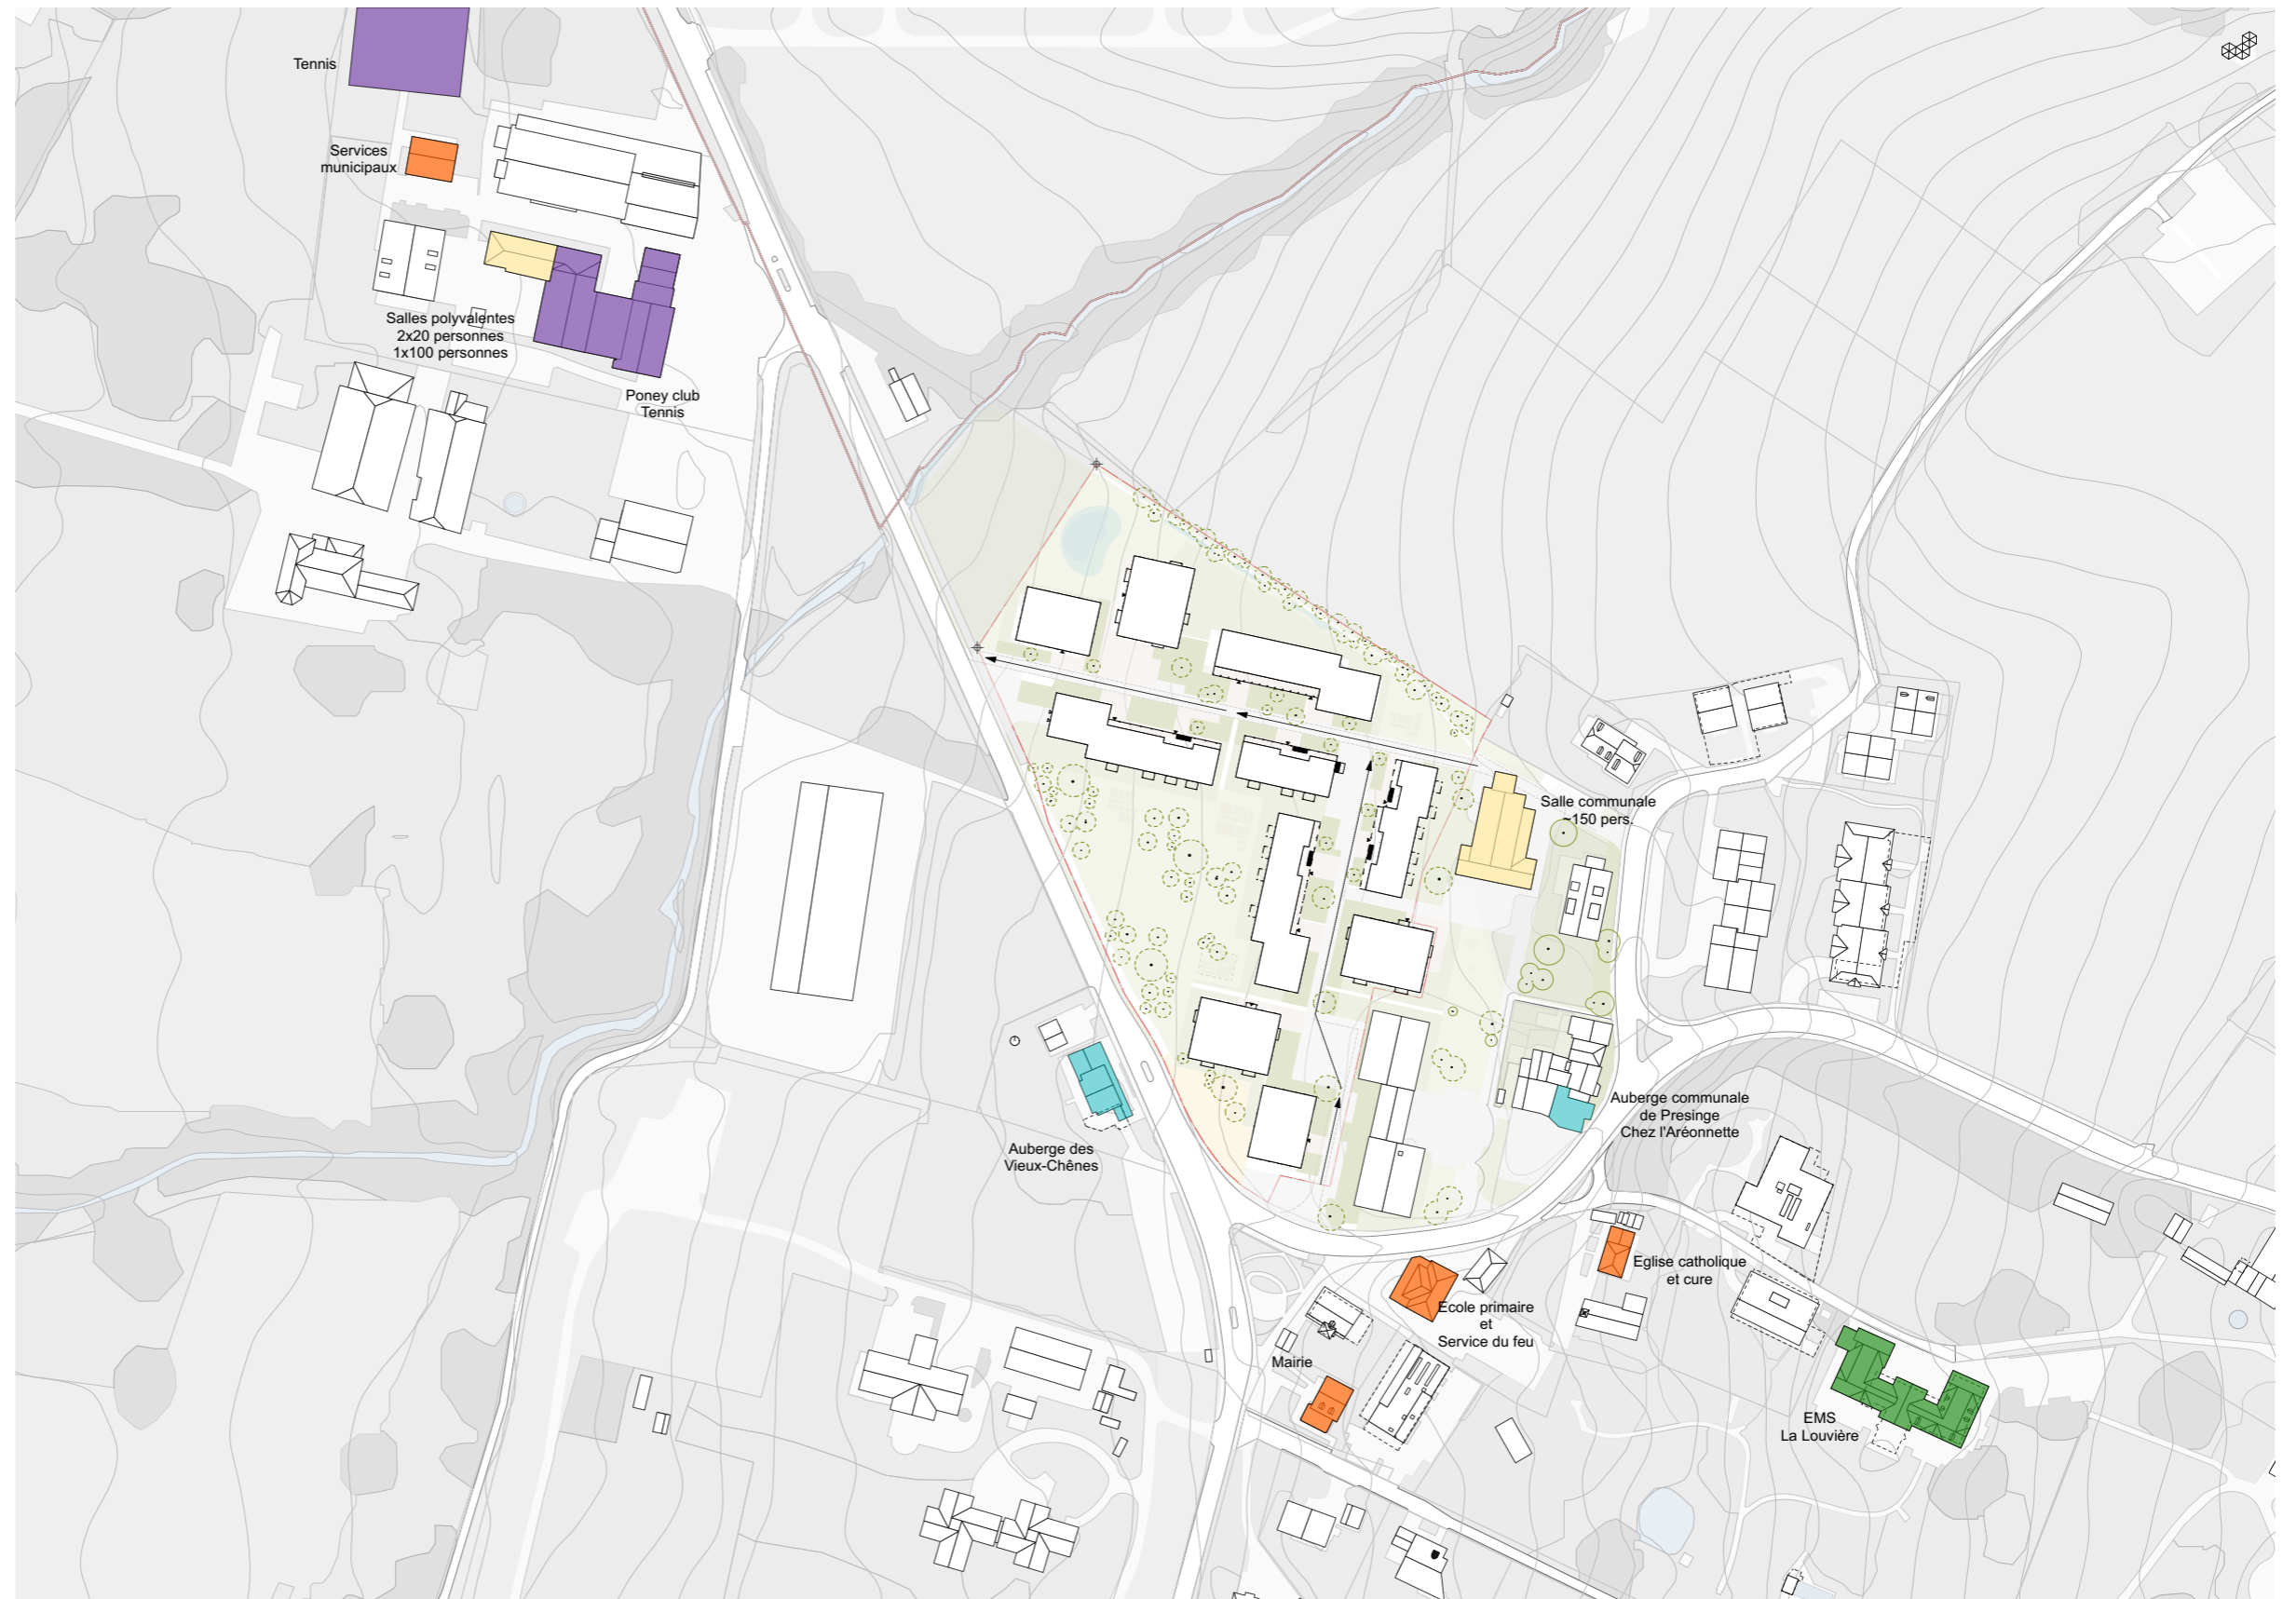 Tennis
Services
municipaux
Salles polyvalentes
2x20 personnes
1x100 personnes
Poney club
Tennis
Salle communale
~150 pers.
Auberge communale
de Presinge
Chez l'Aréonnette
Auberge des
Vieux-Chênes
Eglise catholique
et cure
Ecole primaire
et
Service du feu
Mairie
EMS
La Louvière